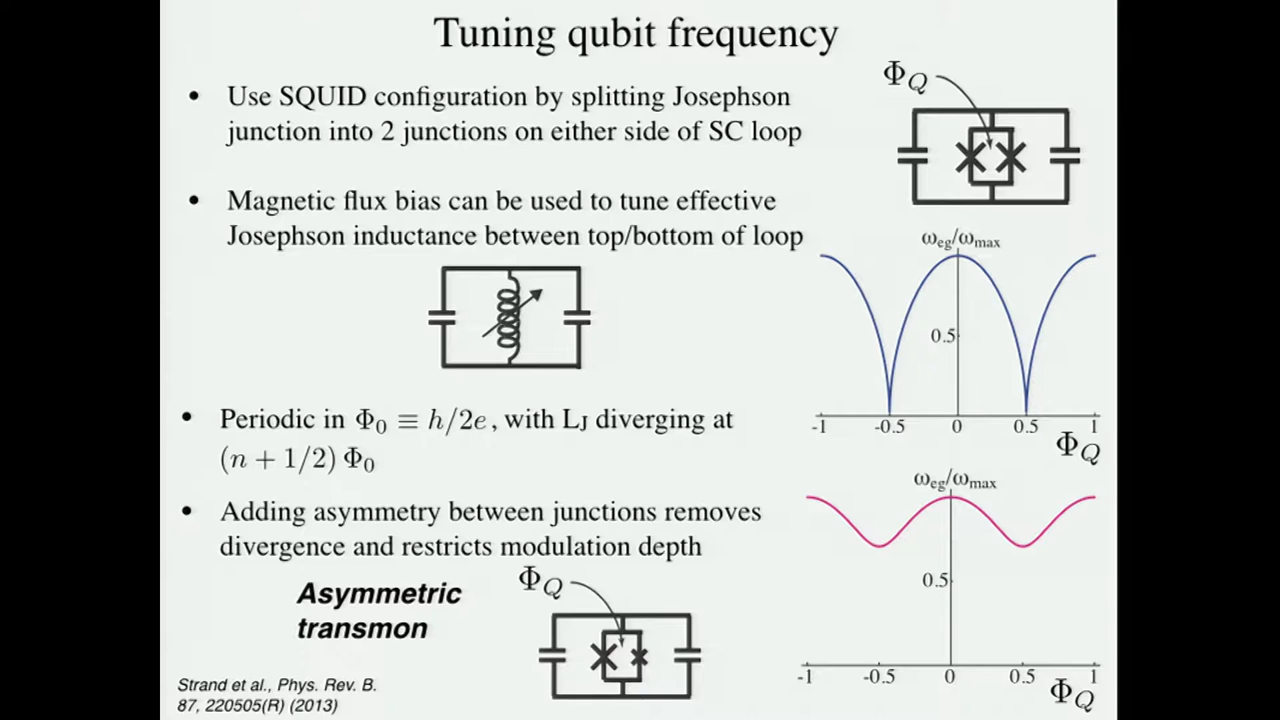 Tuning qubit frequency
• Use SQUID configuration by splitting Josephson
junction into 2 junctions on either side of SC loop
Φ_Q
• Magnetic flux bias can be used to tune effective
Josephson inductance between top/bottom of loop
ω_eg/ω_max
0.5
-1 -0.5 0 0.5 1
Φ_Q
• Periodic in Φ₀ ≡ h/2e, with L_J diverging at
(n + 1/2) Φ₀
• Adding asymmetry between junctions removes
divergence and restricts modulation depth
ω_eg/ω_max
0.5
-1 -0.5 0 0.5 1
Φ_Q
Asymmetric
transmon
Φ_Q
Strand et al., Phys. Rev. B.
87, 220505(R) (2013)